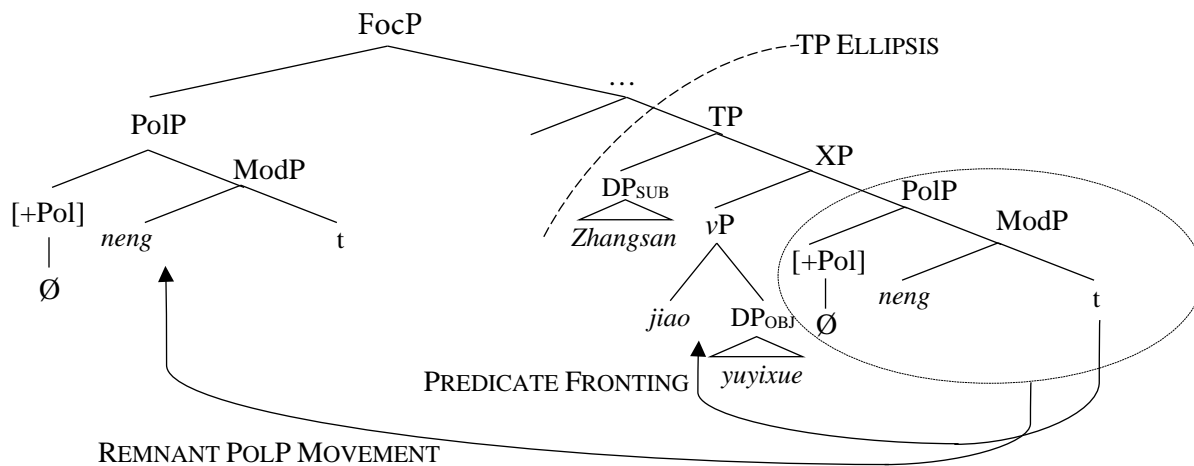 FocP
TP ELLIPSIS
…
PolP
TP
ModP
XP
[+Pol]
neng
t
DPSUB
PolP
Zhangsan
vP
ModP
Ø
[+Pol]
neng
t
jiao
DPOBJ
Ø
yuyixue
PREDICATE FRONTING
REMNANT POLP MOVEMENT